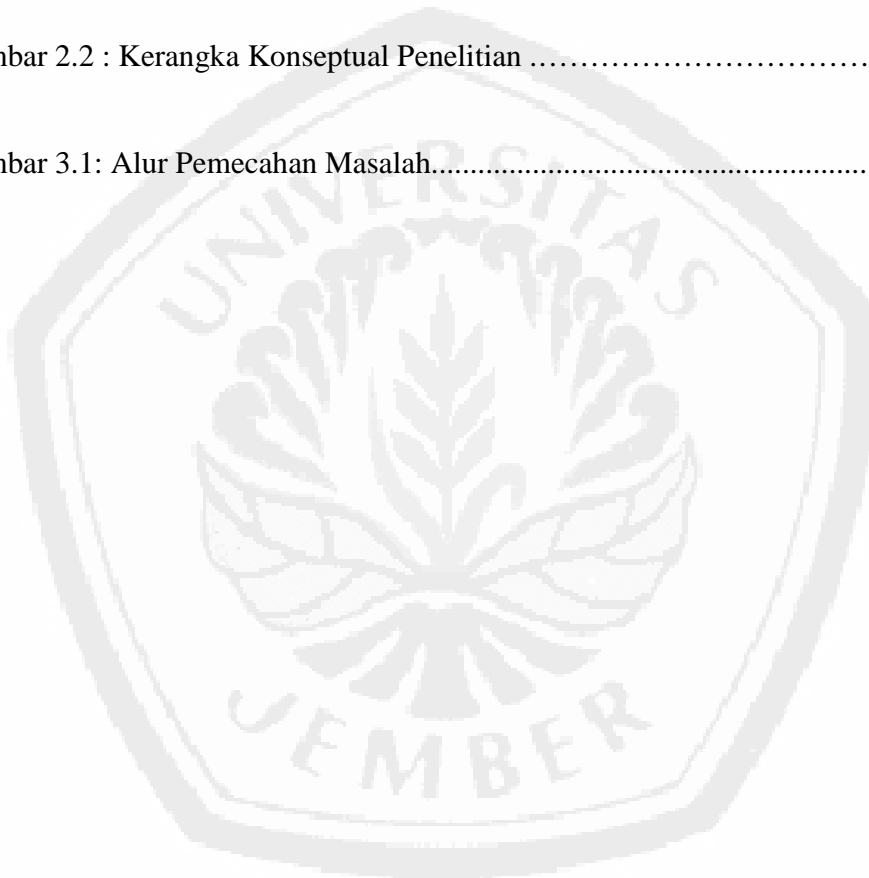 mbar 2.2 : Kerangka Konseptual Penelitian ……………………………
mbar 3.1: Alur Pemecahan Masalah........................................................
UNIVERSITAS
JEMBER